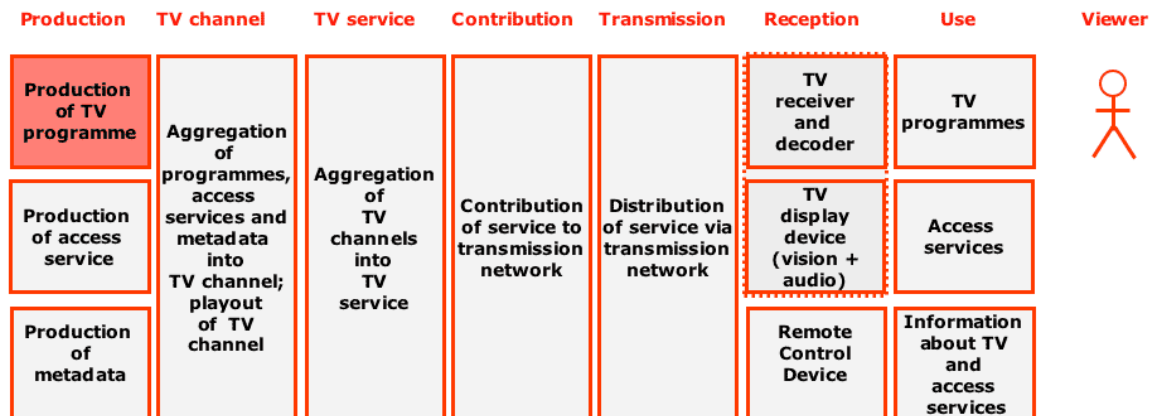 Production TV channel TV service Contribution Transmission Reception Use Viewer
Production
of TV
programme
Production
of access
service
Production
of
metadata
Aggregation
of
programmes,
access
services and
metadata
into
TV channel;
playout
of TV
channel
Aggregation
of
TV
channels
into
TV
service
Contribution
of service to
transmission
network
Distribution
of service via
transmission
network
TV
receiver
and
decoder
TV
display
device
(vision +
audio)
Remote
Control
Device
TV
programmes
Access
services
Information
about TV
and
access
services